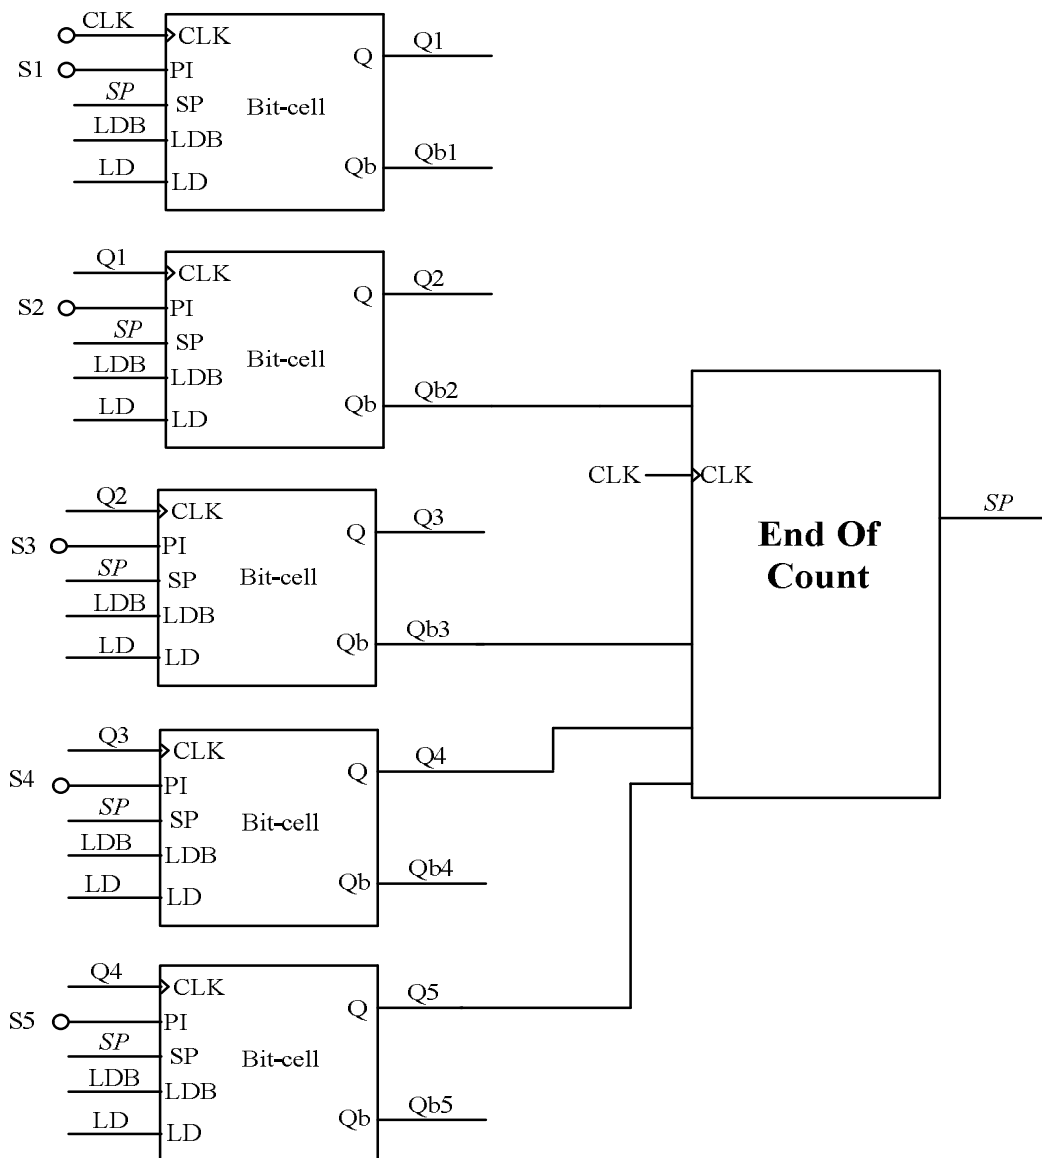 CLK
CLK
Q
Q1
S1
PI
SP
SP
Bit-cell
LDB
LDB
Qb
Qb1
LD
LD
Q1
CLK
Q
Q2
S2
PI
SP
SP
Bit-cell
LDB
LDB
Qb
Qb2
LD
LD
CLK
CLK
End Of
Count
SP
Q2
CLK
Q
Q3
S3
PI
SP
SP
Bit-cell
LDB
LDB
Qb
Qb3
LD
LD
Q3
CLK
Q
Q4
S4
PI
SP
SP
Bit-cell
LDB
LDB
Qb
Qb4
LD
LD
Q4
CLK
Q
Q5
S5
PI
SP
SP
Bit-cell
LDB
LDB
Qb
Qb5
LD
LD